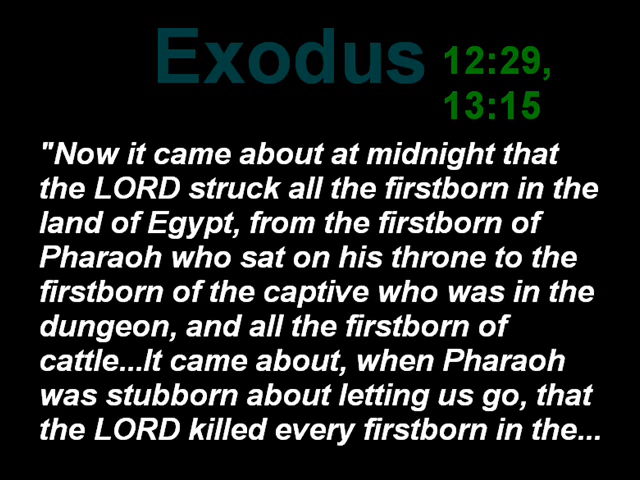 Exodus 12:29,
13:15
"Now it came about at midnight that
the LORD struck all the firstborn in the
land of Egypt, from the firstborn of
Pharaoh who sat on his throne to the
firstborn of the captive who was in the
dungeon, and all the firstborn of
cattle...It came about, when Pharaoh
was stubborn about letting us go, that
the LORD killed every firstborn in the...